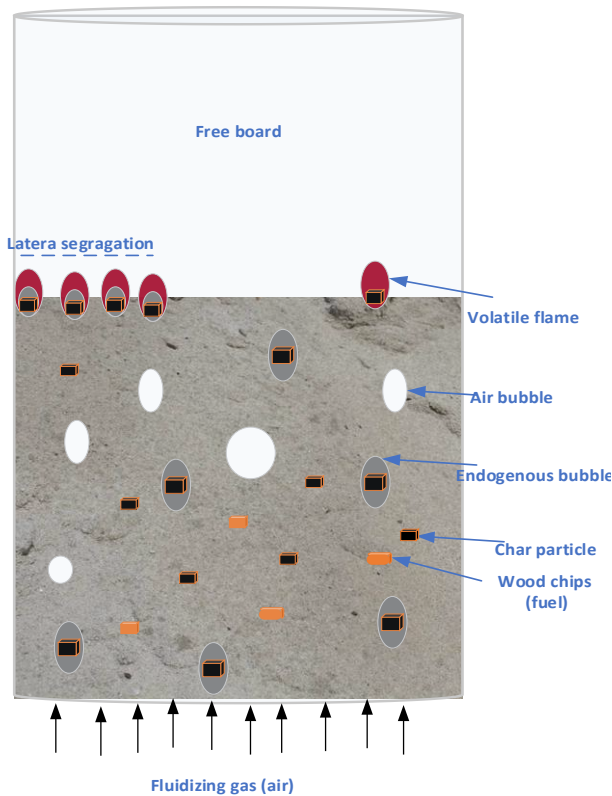 Free board
Latera segragation
Volatile flame
Air bubble
Endogenous bubble
Char particle
Wood chips
(fuel)
Fluidizing gas (air)